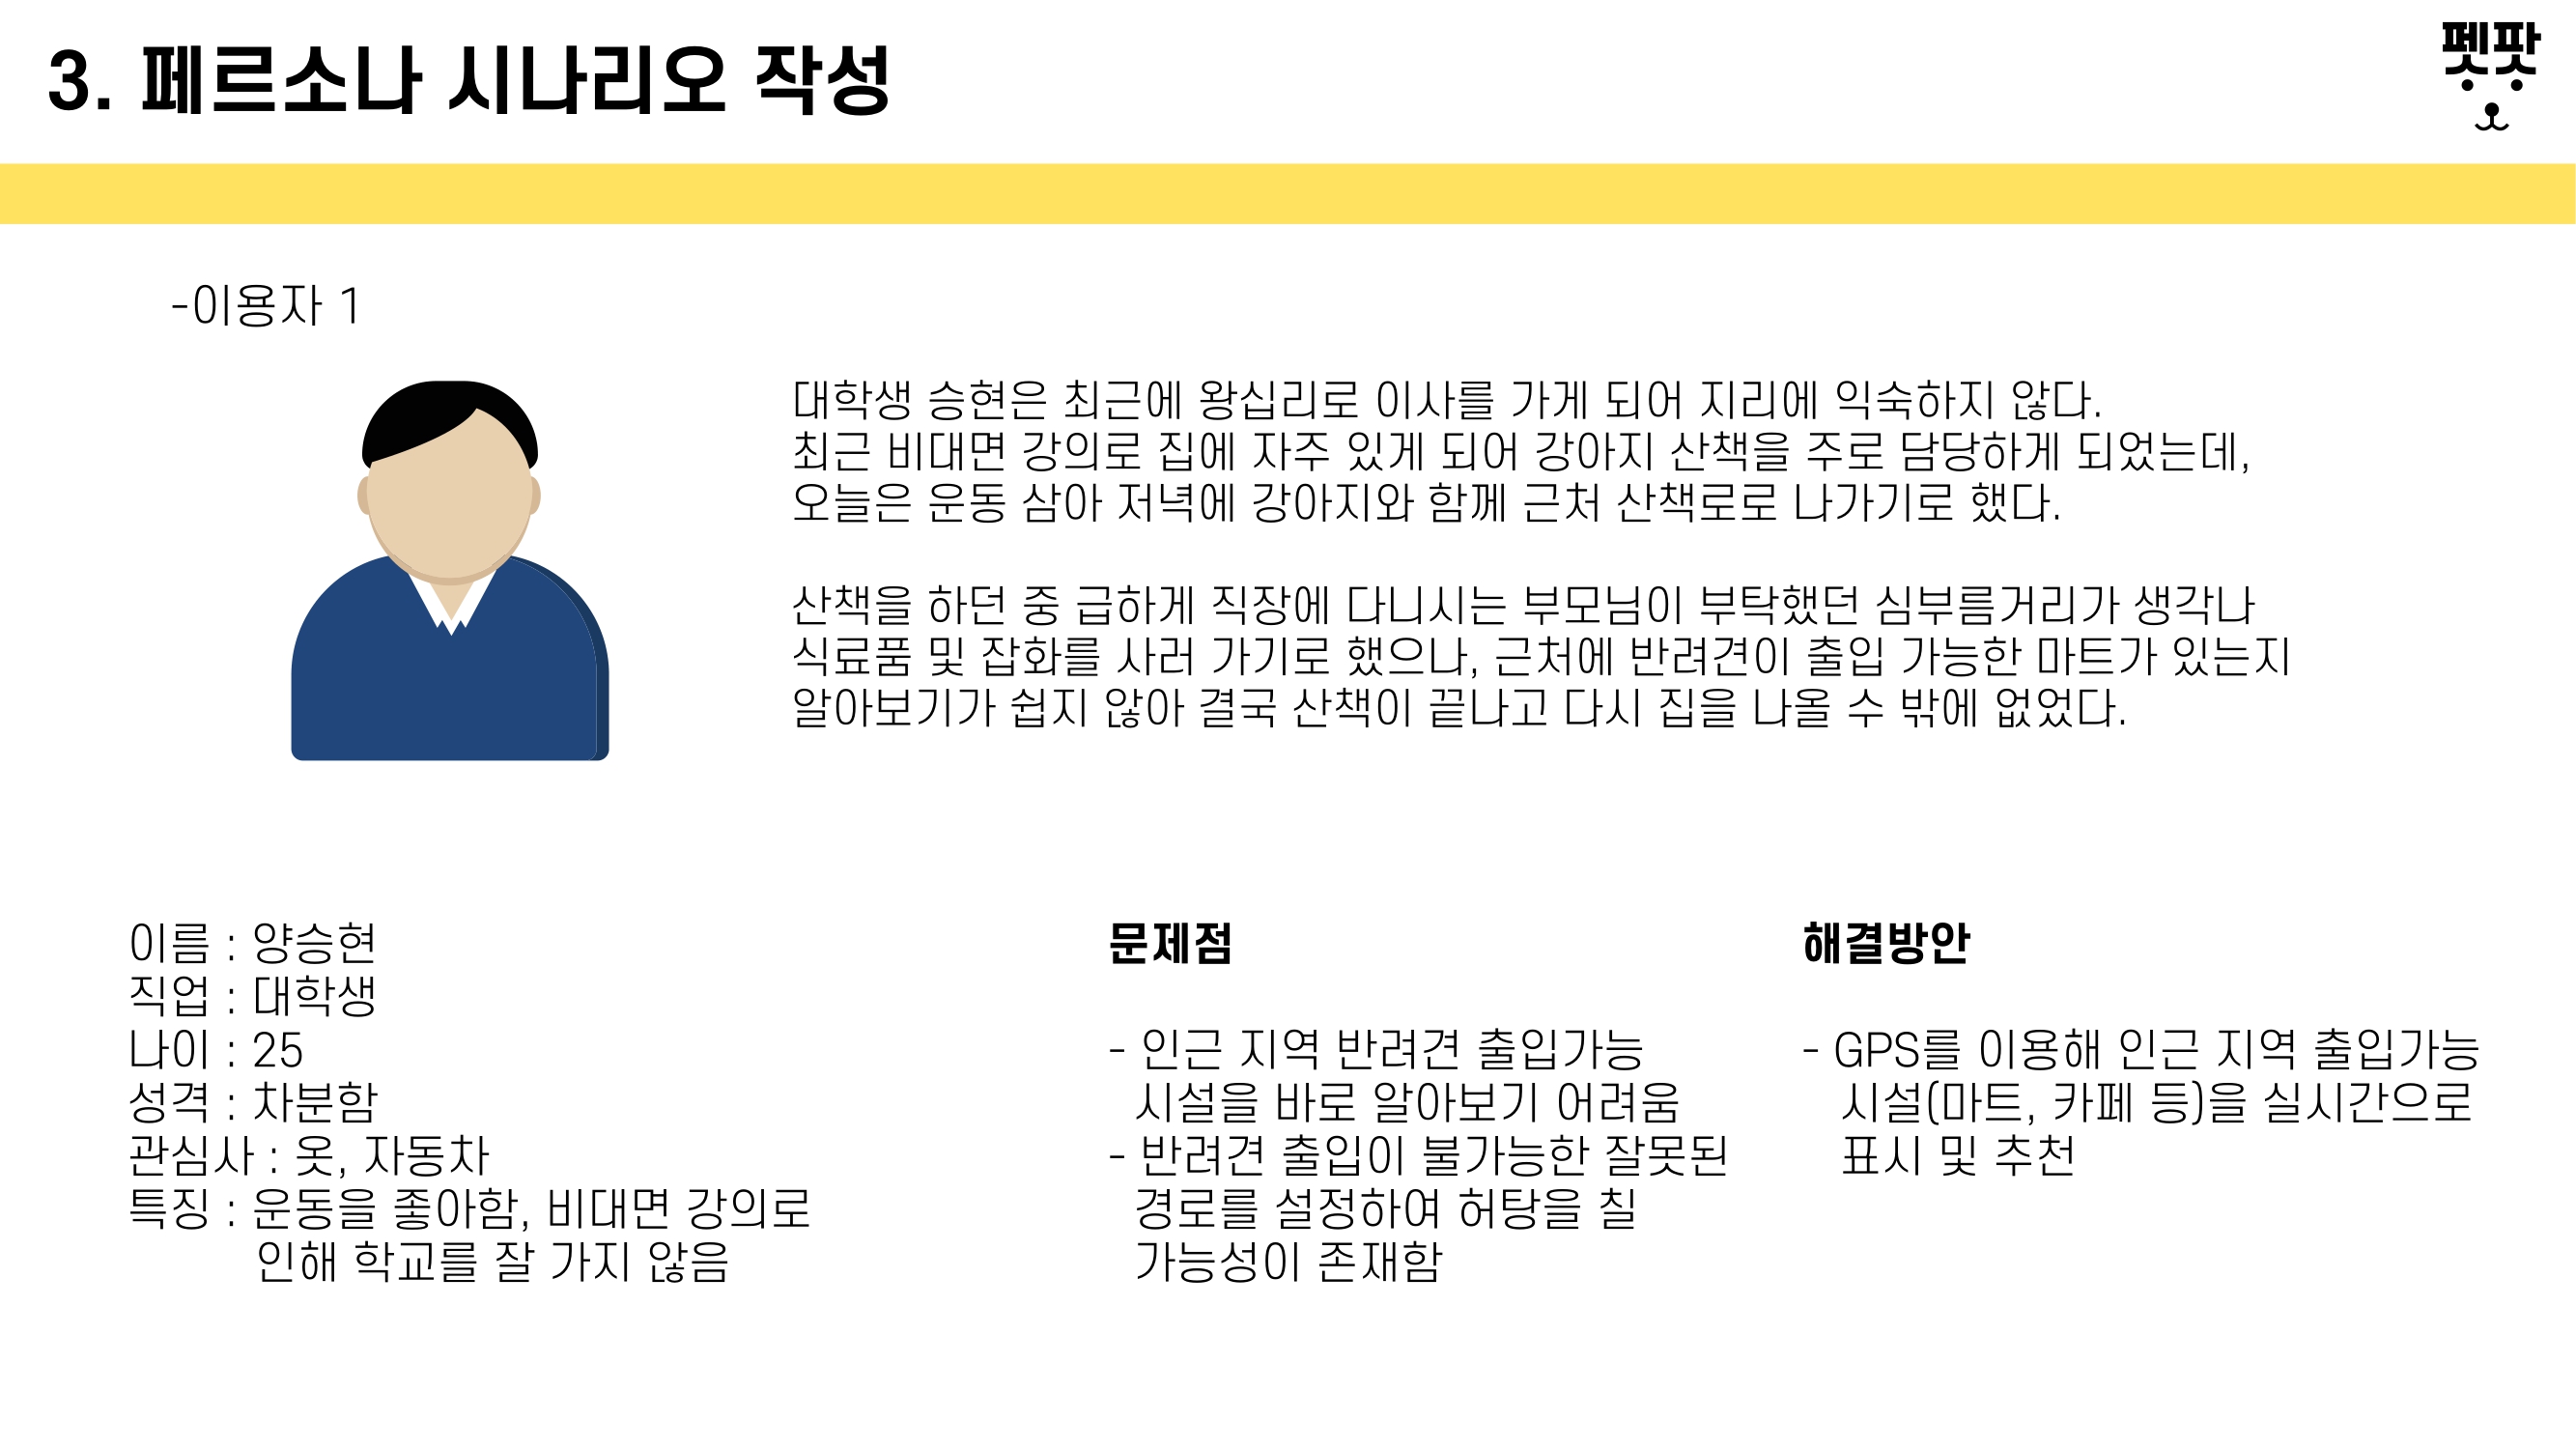 3. 페르소나 시나리오 작성
펫팟
-이용자 1
대학생 승현은 최근에 왕십리로 이사를 가게 되어 지리에 익숙하지 않다.
최근 비대면 강의로 집에 자주 있게 되어 강아지 산책을 주로 담당하게 되었는데,
오늘은 운동 삼아 저녁에 강아지와 함께 근처 산책로로 나가기로 했다.
산책을 하던 중 급하게 직장에 다니시는 부모님이 부탁했던 심부름거리가 생각나
식료품 및 잡화를 사러 가기로 했으나, 근처에 반려견이 출입 가능한 마트가 있는지
알아보기가 쉽지 않아 결국 산책이 끝나고 다시 집을 나올 수 밖에 없었다.
이름 : 양승현
직업 : 대학생
나이 : 25
성격 : 차분함
관심사 : 옷, 자동차
특징 : 운동을 좋아함, 비대면 강의로
인해 학교를 잘 가지 않음
문제점
- 인근 지역 반려견 출입가능
시설을 바로 알아보기 어려움
- 반려견 출입이 불가능한 잘못된
경로를 설정하여 허탕을 칠
가능성이 존재함
해결방안
- GPS를 이용해 인근 지역 출입가능
시설(마트, 카페 등)을 실시간으로
표시 및 추천